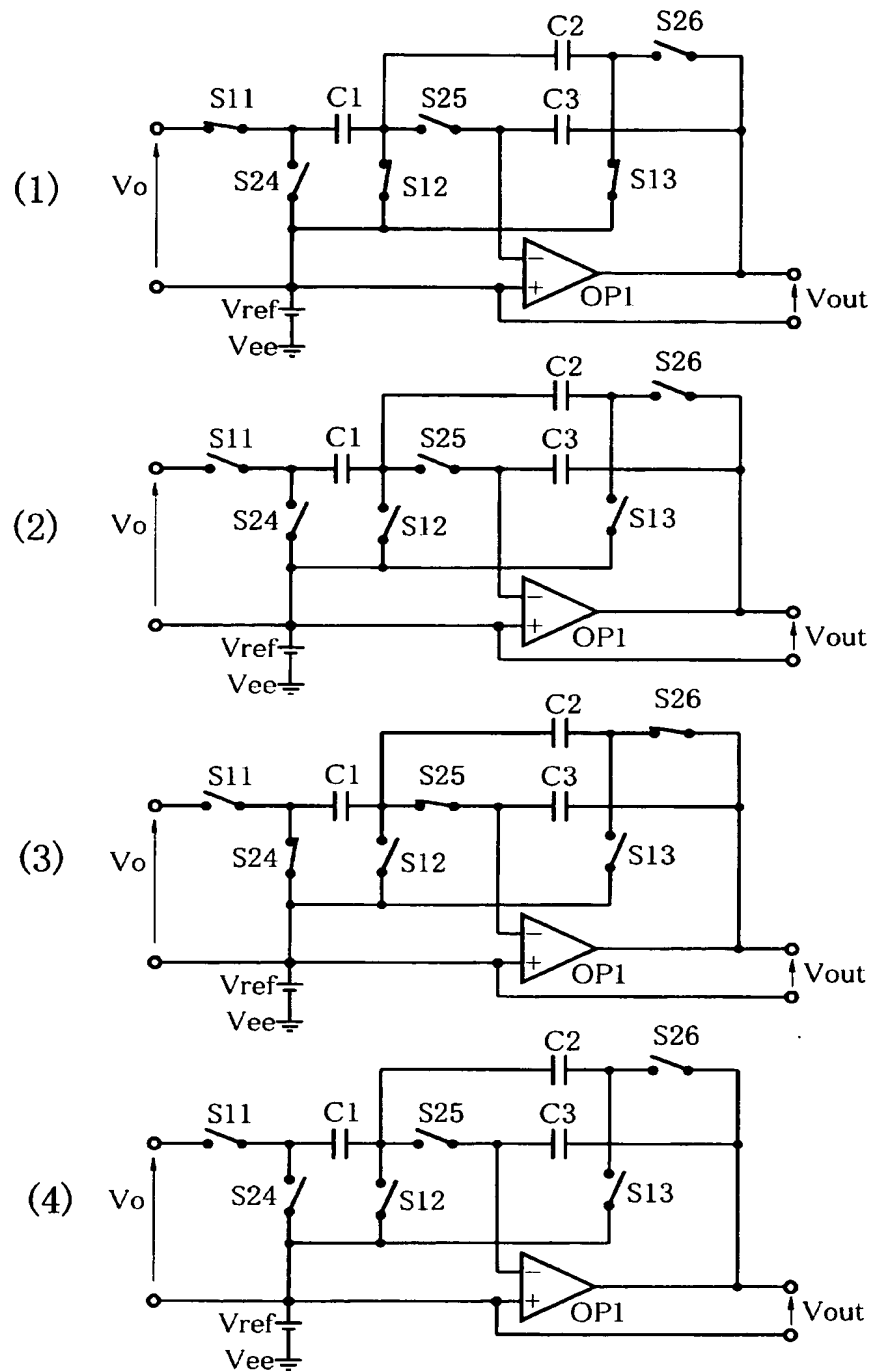 C2 S26
S11 C1 S25 C3
(1) Vo S24 S12 S13
− + OP1
Vref Vout
Vee
C2 S26
S11 C1 S25 C3
(2) Vo S24 S12 S13
− + OP1
Vref Vout
Vee
C2 S26
S11 C1 S25 C3
(3) Vo S24 S12 S13
− + OP1
Vref Vout
Vee
C2 S26
S11 C1 S25 C3
(4) Vo S24 S12 S13
− + OP1
Vref Vout
Vee